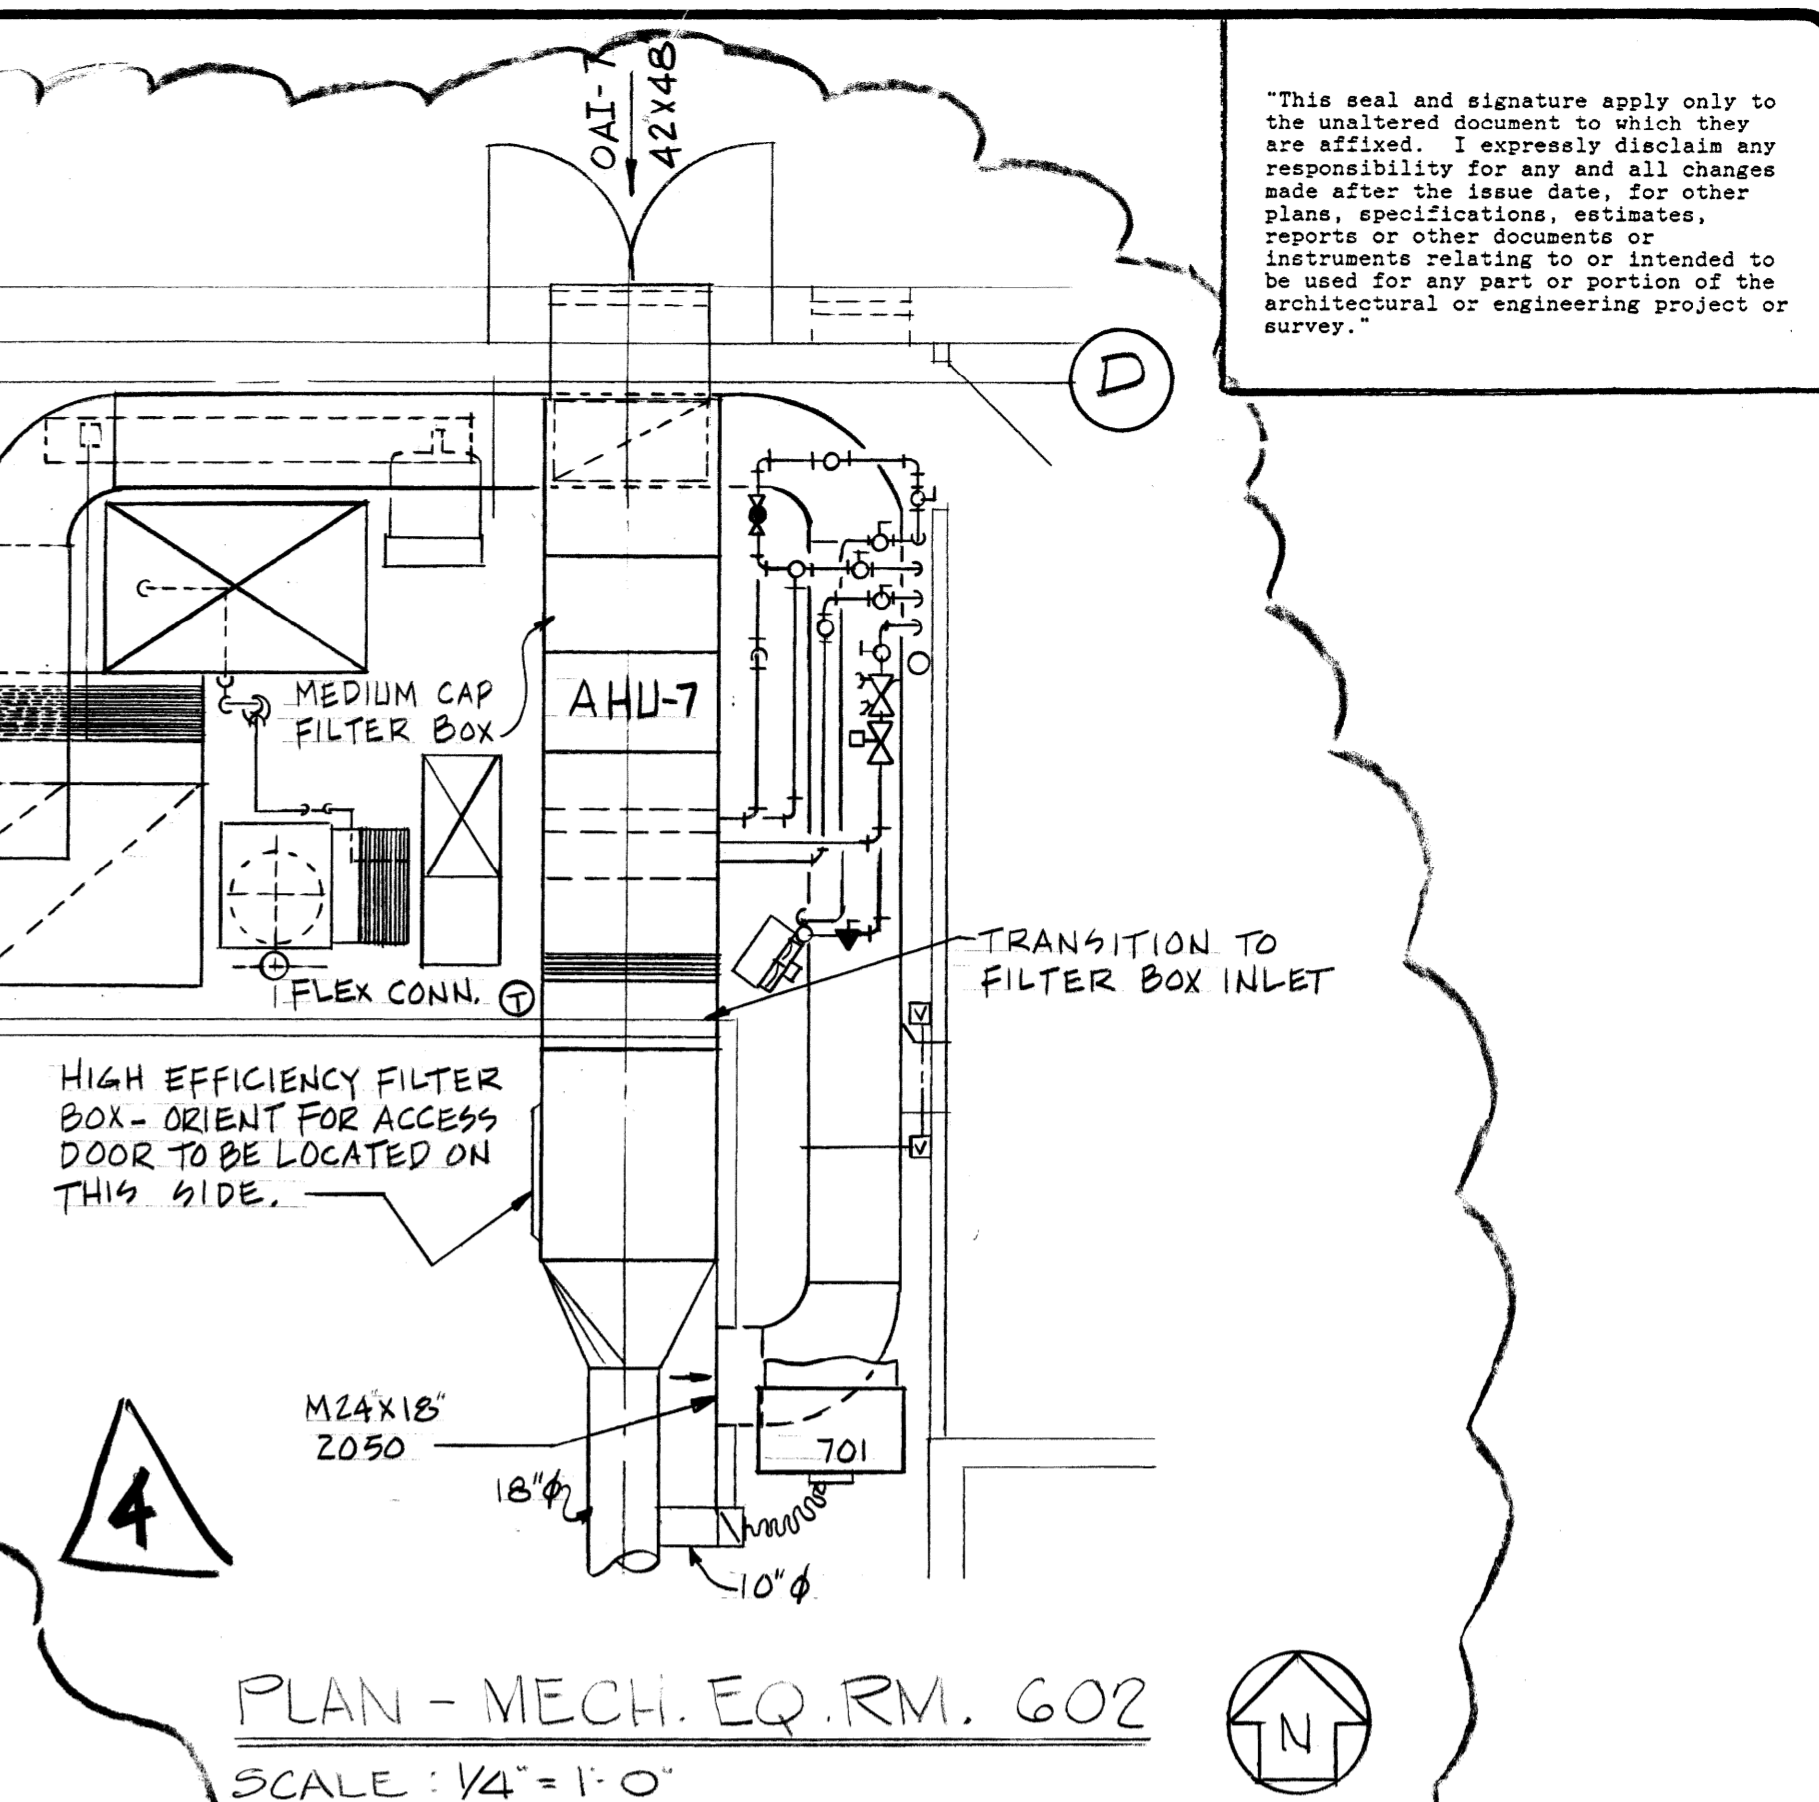 OAI-7
42X48
"This seal and signature apply only to
the unaltered document to which they
are affixed.  I expressly disclaim any
responsibility for any and all changes
made after the issue date, for other
plans, specifications, estimates,
reports or other documents or
instruments relating to or intended to
be used for any part or portion of the
architectural or engineering project or
survey."
D
MEDIUM CAP
FILTER BOX
AHU-7
TRANSITION TO
FILTER BOX INLET
FLEX CONN.
T
HIGH EFFICIENCY FILTER
BOX- ORIENT FOR ACCESS
DOOR TO BE LOCATED ON
THIS SIDE.
V
V
M24"X18"
2050
701
4
18"ϕ
10"ϕ
PLAN - MECH. EQ. RM. 602
SCALE : 1/4" = 1'-0"
N